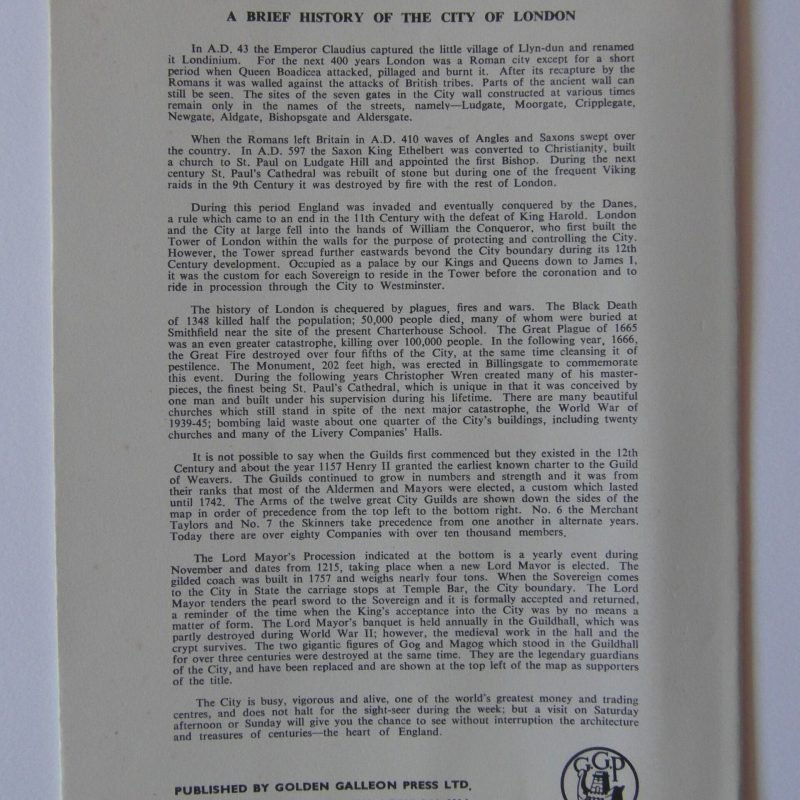 A BRIEF HISTORY OF THE CITY OF LONDON
In A.D. 43 the Emperor Claudius captured the little village of Llyn-dun and renamed
it Londinium. For the next 400 years London was a Roman city except for a short
period when Queen Boadicea attacked, pillaged and burnt it. After its recapture by the
Romans it was walled against the attacks of British tribes. Parts of the ancient wall can
still be seen. The sites of the seven gates in the City wall constructed at various times
remain only in the names of the streets, namely—Ludgate, Moorgate, Cripplegate,
Newgate, Aldgate, Bishopsgate and Aldersgate.
When the Romans left Britain in A.D. 410 waves of Angles and Saxons swept over
the country. In A.D. 597 the Saxon King Ethelbert was converted to Christianity, built
a church to St. Paul on Ludgate Hill and appointed the first Bishop. During the next
century St. Paul's Cathedral was rebuilt of stone but during one of the frequent Viking
raids in the 9th Century it was destroyed by fire with the rest of London.
During this period England was invaded and eventually conquered by the Danes,
a rule which came to an end in the 11th Century with the defeat of King Harold. London
and the City at large fell into the hands of William the Conqueror, who first built the
Tower of London within the walls for the purpose of protecting and controlling the City.
However, the Tower spread further eastwards beyond the City boundary during its 12th
Century development. Occupied as a palace by our Kings and Queens down to James I,
it was the custom for each Sovereign to reside in the Tower before the coronation and to
ride in procession through the City to Westminster.
The history of London is chequered by plagues, fires and wars. The Black Death
of 1348 killed half the population; 50,000 people died, many of whom were buried at
Smithfield near the site of the present Charterhouse School. The Great Plague of 1665
was an even greater catastrophe, killing over 100,000 people. In the following year, 1666,
the Great Fire destroyed over four fifths of the City, at the same time cleansing it of
pestilence. The Monument, 202 feet high, was erected in Billingsgate to commemorate
this event. During the following years Christopher Wren created many of his master-
pieces, the finest being St. Paul's Cathedral, which is unique in that it was conceived by
one man and built under his supervision during his lifetime. There are many beautiful
churches which still stand in spite of the next major catastrophe, the World War of
1939-45; bombing laid waste about one quarter of the City's buildings, including twenty
churches and many of the Livery Companies' Halls.
It is not possible to say when the Guilds first commenced but they existed in the 12th
Century and about the year 1157 Henry II granted the earliest known charter to the Guild
of Weavers. The Guilds continued to grow in numbers and strength and it was from
their ranks that most of the Aldermen and Mayors were elected, a custom which lasted
until 1742. The Arms of the twelve great City Guilds are shown down the sides of the
map in order of precedence from the top left to the bottom right. No. 6 the Merchant
Taylors and No. 7 the Skinners take precedence from one another in alternate years.
Today there are over eighty Companies with over ten thousand members.
The Lord Mayor's Procession indicated at the bottom is a yearly event during
November and dates from 1215, taking place when a new Lord Mayor is elected. The
gilded coach was built in 1757 and weighs nearly four tons. When the Sovereign comes
to the City in State the carriage stops at Temple Bar, the City boundary. The Lord
Mayor tenders the pearl sword to the Sovereign and it is formally accepted and returned,
a reminder of the time when the King's acceptance into the City was by no means a
matter of form. The Lord Mayor's banquet is held annually in the Guildhall, which was
partly destroyed during World War II; however, the medieval work in the hall and the
crypt survives. The two gigantic figures of Gog and Magog which stood in the Guildhall
for over three centuries were destroyed at the same time. They are the legendary guardians
of the City, and have been replaced and are shown at the top left of the map as supporters
of the title.
The City is busy, vigorous and alive, one of the world's greatest money and trading
centres, and does not halt for the sight-seer during the week; but a visit on Saturday
afternoon or Sunday will give you the chance to see without interruption the architecture
and treasures of centuries—the heart of England.
PUBLISHED BY GOLDEN GALLEON PRESS LTD.
GGP